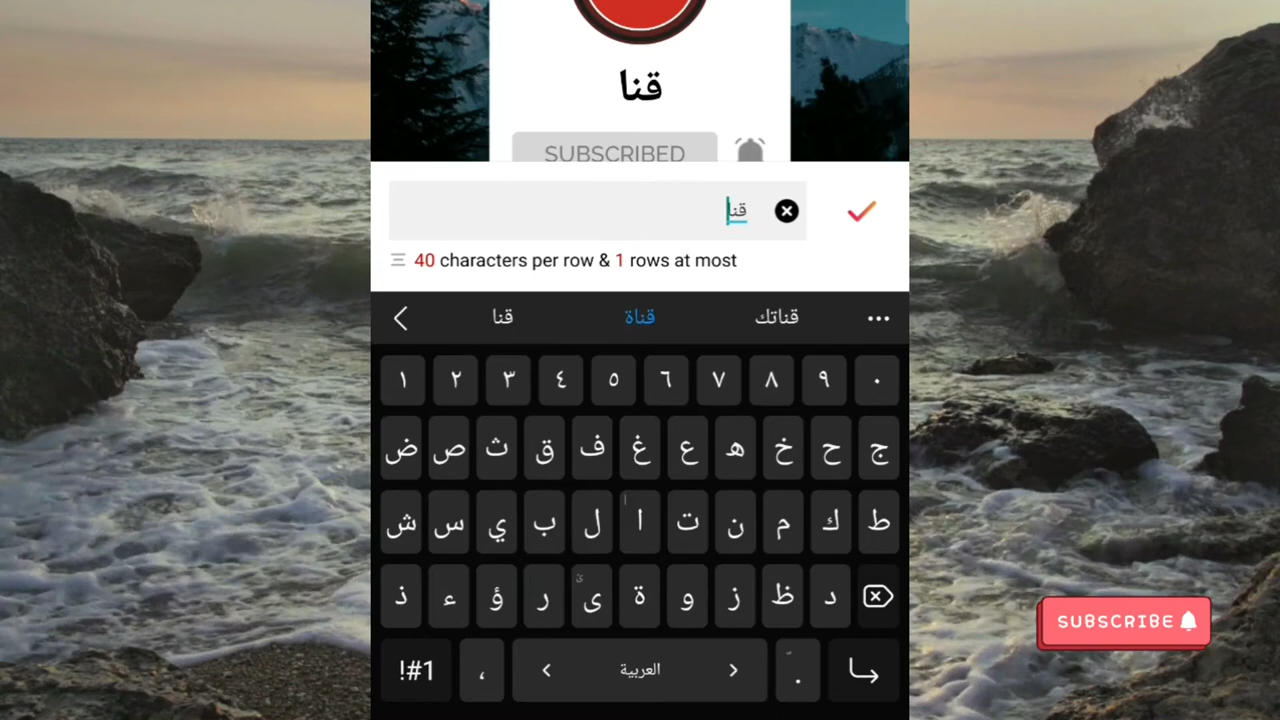 قنا
SUBSCRIBED
قنا
40 characters per row & 1 rows at most
قنا قناة قناتك ...
١ ٢ ٣ ٤ ٥ ٦ ٧ ٨ ٩ ٠
ض ص ث ق ف غ ع ه خ ح ج
ش س ي ب ل ا ت ن م ك ط
ذ ء ؤ ر ى ة و ز ظ د
!#1 ، العربية .
SUBSCRIBE